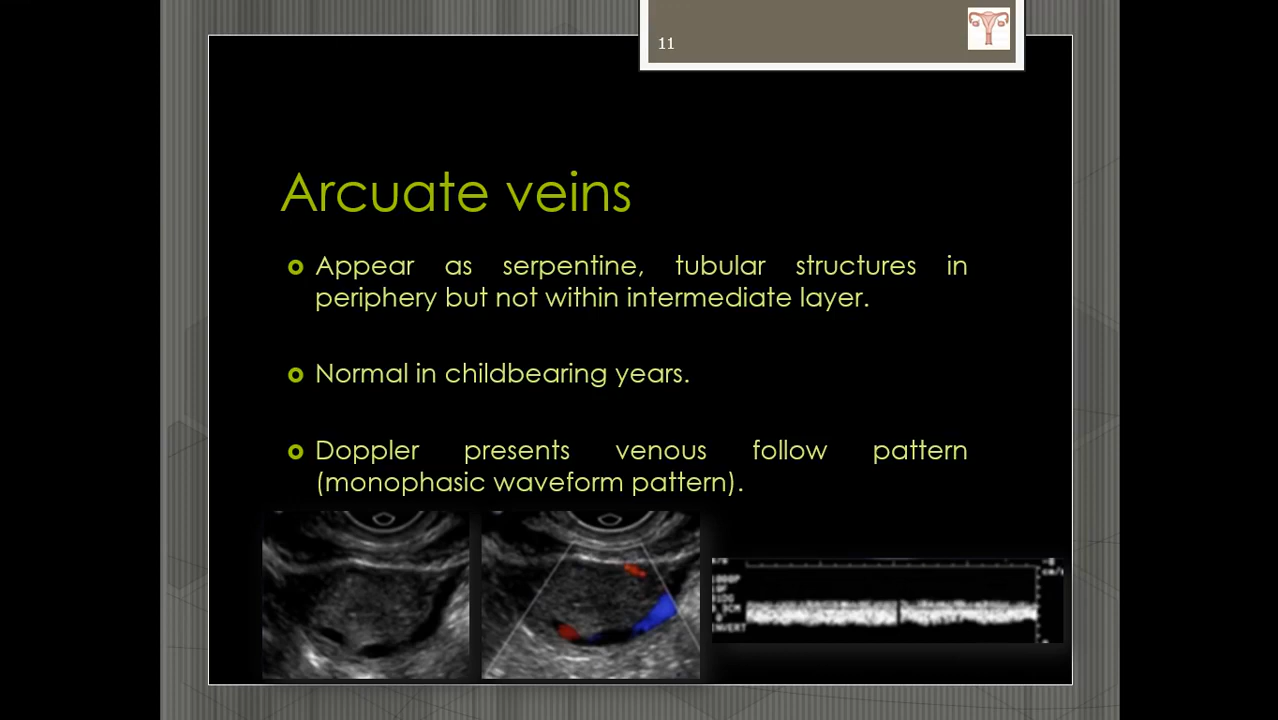 11
Arcuate veins
Appear as serpentine, tubular structures in
periphery but not within intermediate layer.
Normal in childbearing years.
Doppler presents venous follow pattern
(monophasic waveform pattern).